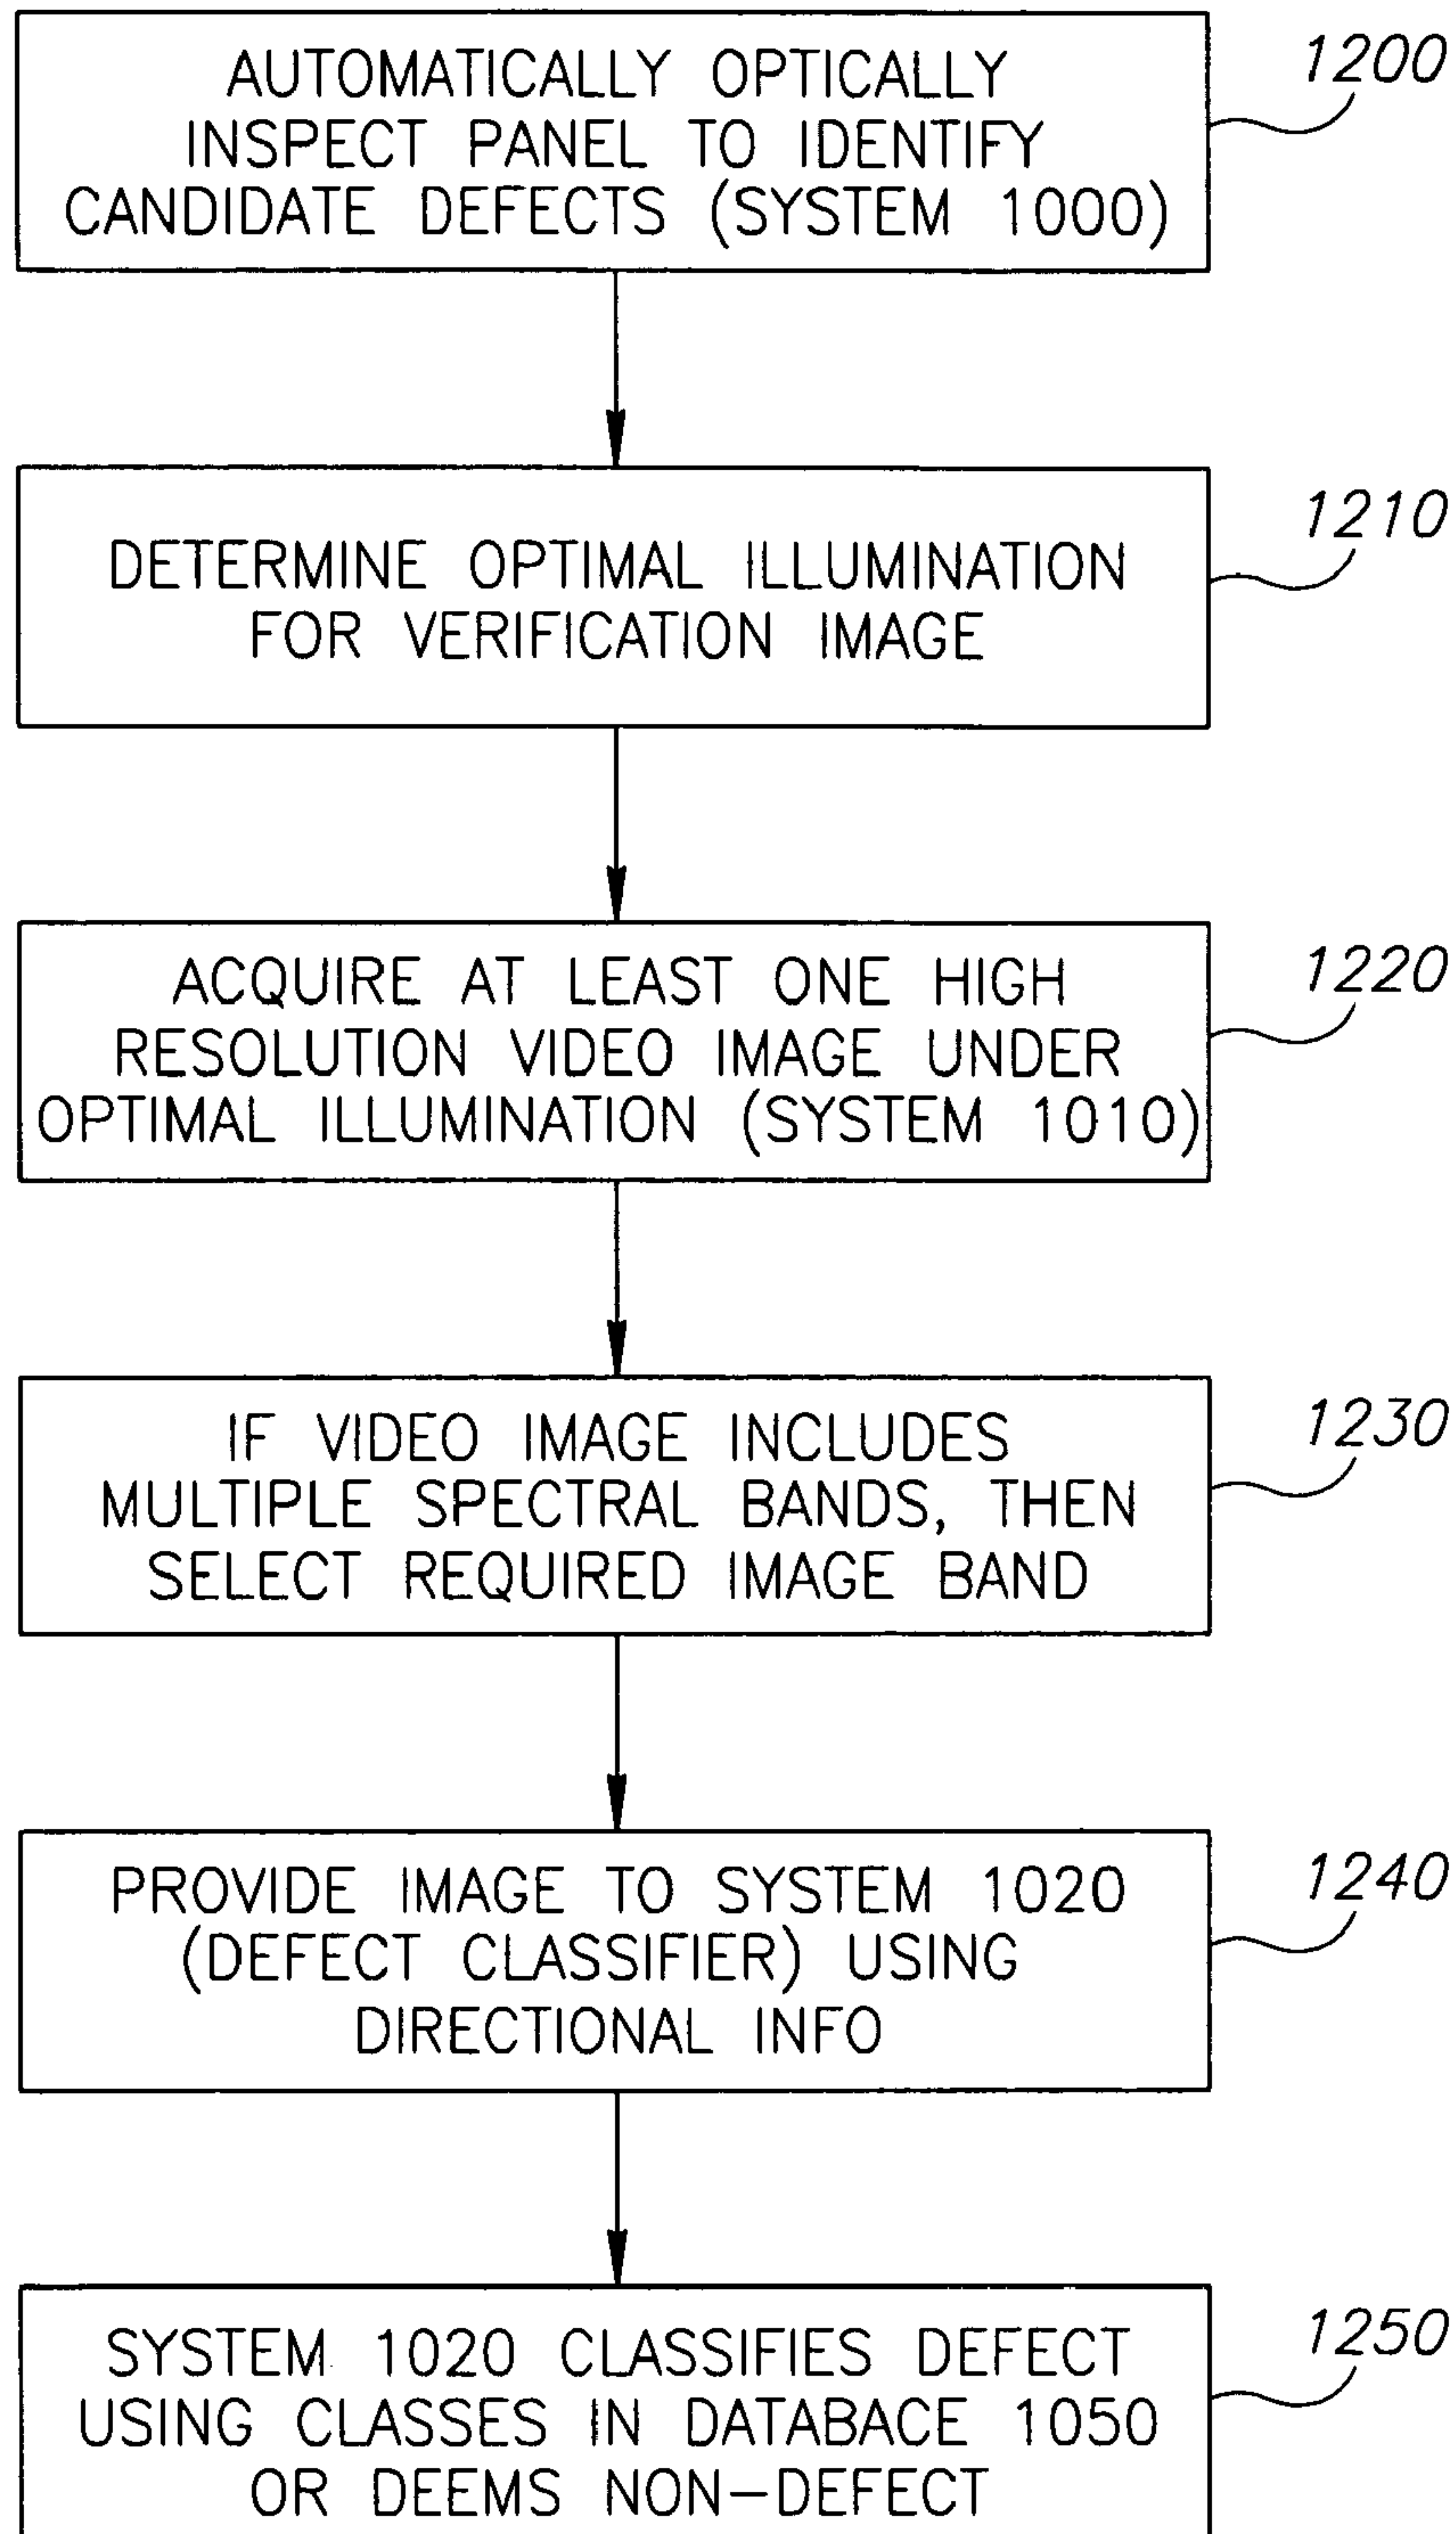 AUTOMATICALLY OPTICALLY
INSPECT PANEL TO IDENTIFY
CANDIDATE DEFECTS (SYSTEM 1000)
1200
DETERMINE OPTIMAL ILLUMINATION
FOR VERIFICATION IMAGE
1210
ACQUIRE AT LEAST ONE HIGH
RESOLUTION VIDEO IMAGE UNDER
OPTIMAL ILLUMINATION (SYSTEM 1010)
1220
IF VIDEO IMAGE INCLUDES
MULTIPLE SPECTRAL BANDS, THEN
SELECT REQUIRED IMAGE BAND
1230
PROVIDE IMAGE TO SYSTEM 1020
(DEFECT CLASSIFIER) USING
DIRECTIONAL INFO
1240
SYSTEM 1020 CLASSIFIES DEFECT
USING CLASSES IN DATABACE 1050
OR DEEMS NON-DEFECT
1250